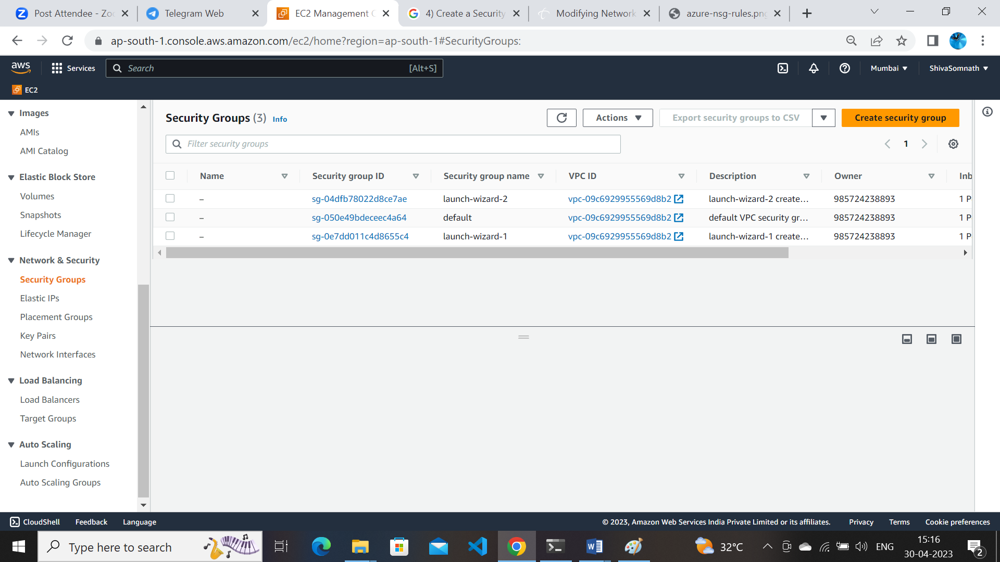 Post Attendee - Zoo
Telegram Web
EC2 Management C
4) Create a Security
Modifying Network
azure-nsg-rules.png
ap-south-1.console.aws.amazon.com/ec2/home?region=ap-south-1#SecurityGroups:
aws
Services
Search
[Alt+S]
Mumbai
ShivaSomnath
EC2
Images
AMIs
AMI Catalog
Elastic Block Store
Volumes
Snapshots
Lifecycle Manager
Network & Security
Security Groups
Elastic IPs
Placement Groups
Key Pairs
Network Interfaces
Load Balancing
Load Balancers
Target Groups
Auto Scaling
Launch Configurations
Auto Scaling Groups
Security Groups (3) Info
Actions
Export security groups to CSV
Create security group
Filter security groups
1
Name Security group ID Security group name VPC ID Description Owner Inb
– sg-04dfb78022d8ce7ae launch-wizard-2 vpc-09c6929955569d8b2 launch-wizard-2 create... 985724238893 1 P
– sg-050e49bdeceec4a64 default vpc-09c6929955569d8b2 default VPC security gr... 985724238893 1 P
– sg-0e7dd011c4d8655c4 launch-wizard-1 vpc-09c6929955569d8b2 launch-wizard-1 create... 985724238893 1 P
CloudShell Feedback Language
© 2023, Amazon Web Services India Private Limited or its affiliates. Privacy Terms Cookie preferences
Type here to search
32°C
ENG
15:16
30-04-2023
2